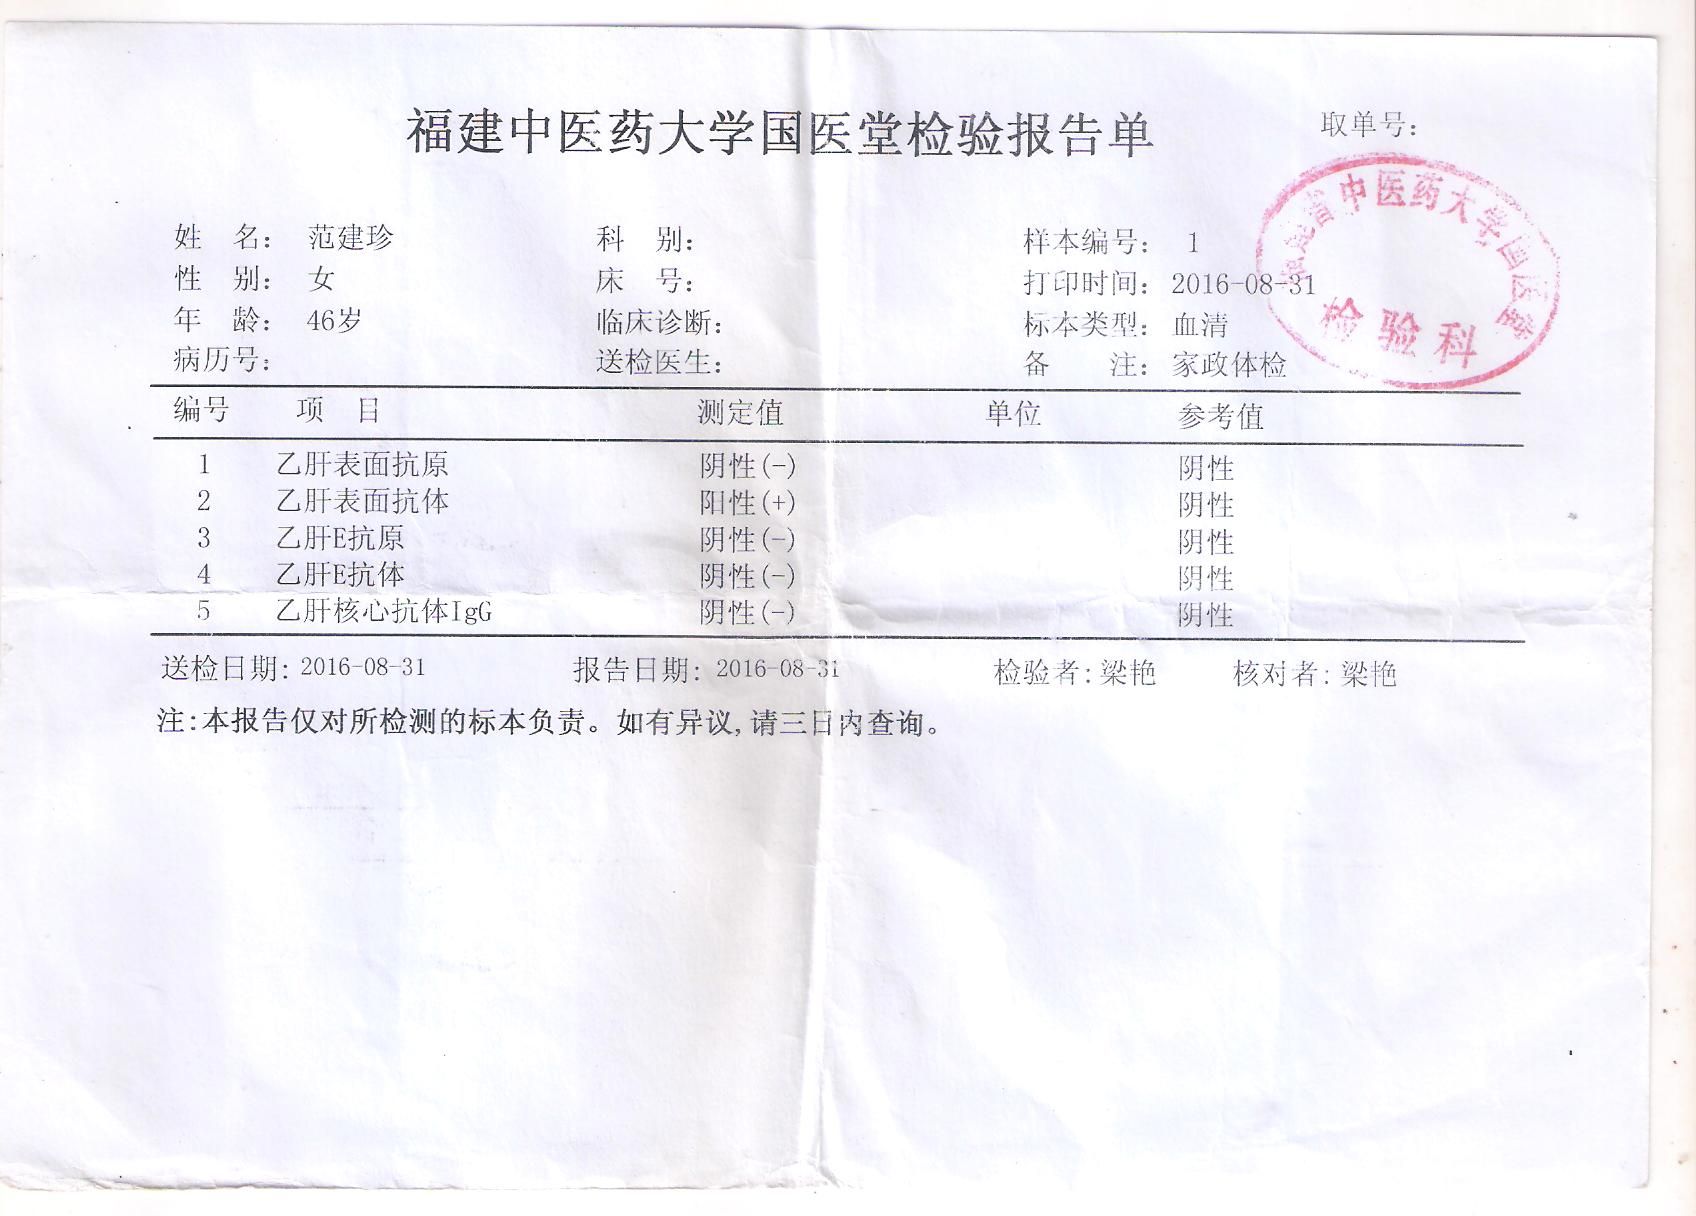 福建中医药大学国医堂检验报告单
取单号：
姓 名： 范建珍 科 别： 样本编号： 1
性 别： 女 床 号： 打印时间： 2016-08-31
年 龄： 46岁 临床诊断： 标本类型： 血清
病历号： 送检医生： 备 注： 家政体检
省中医药大学国医堂
检验科
编号 项 目 测定值 单位 参考值
1 乙肝表面抗原 阴性(-) 阴性
2 乙肝表面抗体 阳性(+) 阴性
3 乙肝E抗原 阴性(-) 阴性
4 乙肝E抗体 阴性(-) 阴性
5 乙肝核心抗体IgG 阴性(-) 阴性
送检日期: 2016-08-31 报告日期: 2016-08-31 检验者: 梁艳 核对者: 梁艳
注:本报告仅对所检测的标本负责。如有异议,请三日内查询。